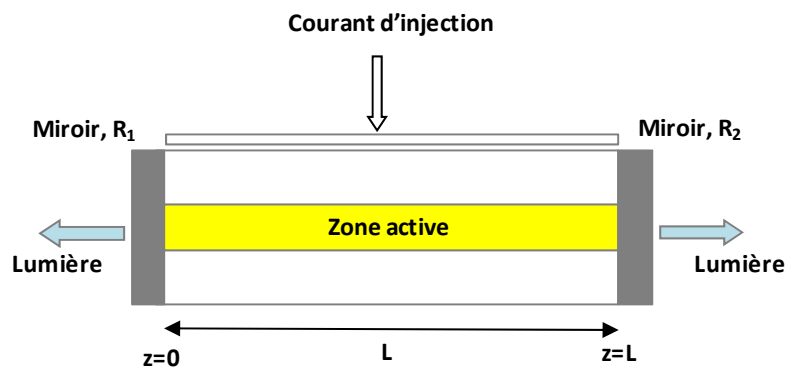 Courant d'injection
Miroir, R₁
Miroir, R₂
Zone active
Lumière
Lumière
z=0
L
z=L